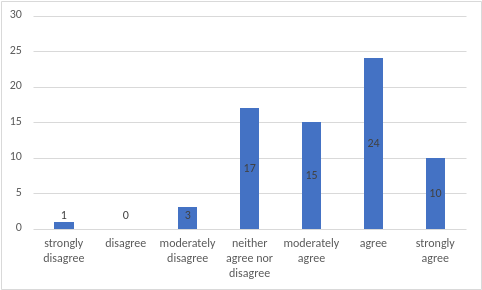 30
25
20
15
10
5
0
1
0
3
17
15
24
10
strongly disagree
disagree
moderately disagree
neither agree nor disagree
moderately agree
agree
strongly agree